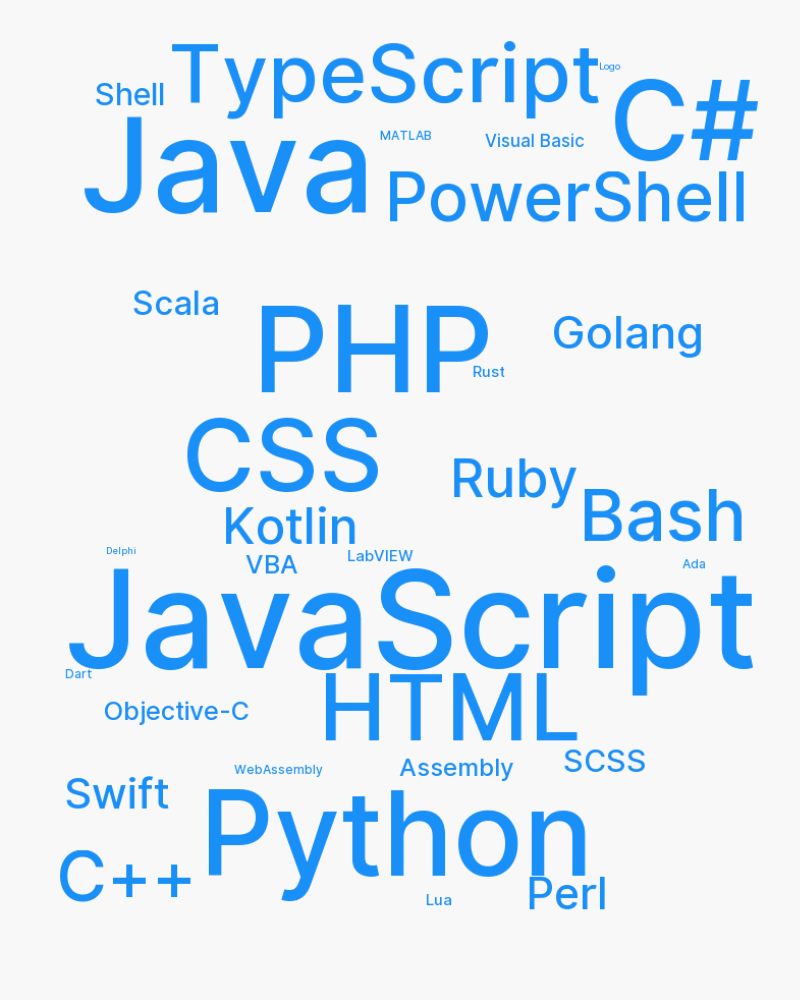 TypeScript
Logo
Shell
C#
Java
MATLAB
Visual Basic
PowerShell
Scala
PHP
Golang
Rust
CSS
Ruby
Bash
Kotlin
Delphi
VBA
LabVIEW
Ada
JavaScript
Dart
HTML
Objective-C
SCSS
WebAssembly
Assembly
Swift
Python
C++
Perl
Lua